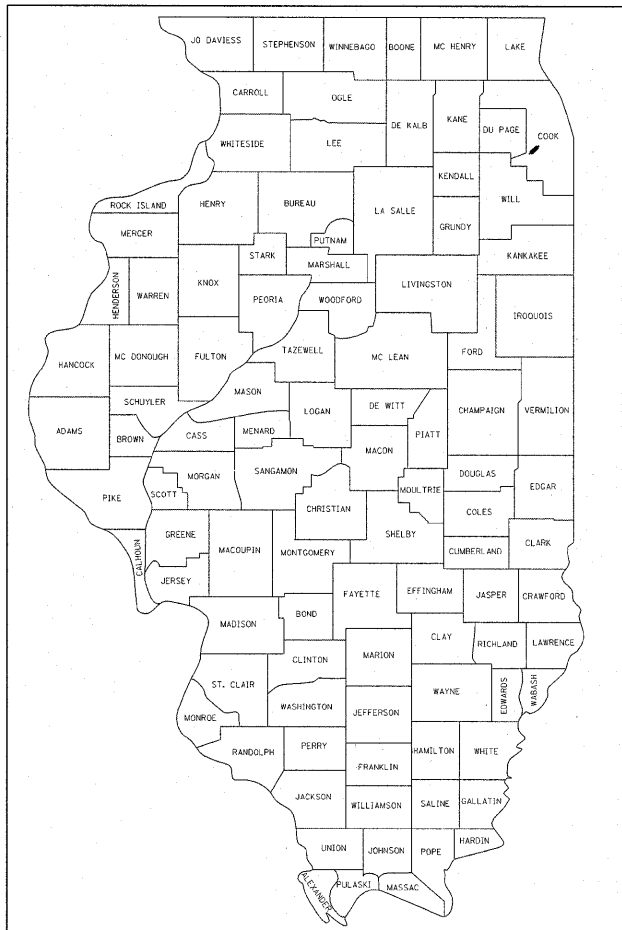 JO DAVIESS
STEPHENSON
WINNEBAGO
BOONE
MC HENRY
LAKE
CARROLL
OGLE
DE KALB
KANE
DU PAGE
COOK
WHITESIDE
LEE
KENDALL
WILL
ROCK ISLAND
HENRY
BUREAU
LA SALLE
GRUNDY
MERCER
PUTNAM
STARK
MARSHALL
KANKAKEE
HENDERSON
WARREN
KNOX
PEORIA
WOODFORD
LIVINGSTON
IROQUOIS
HANCOCK
MC DONOUGH
FULTON
TAZEWELL
MC LEAN
FORD
SCHUYLER
MASON
LOGAN
DE WITT
CHAMPAIGN
VERMILION
ADAMS
BROWN
CASS
MENARD
MACON
PIATT
PIKE
SCOTT
MORGAN
SANGAMON
MOULTRIE
DOUGLAS
EDGAR
CHRISTIAN
COLES
CALHOUN
GREENE
MACOUPIN
MONTGOMERY
SHELBY
CUMBERLAND
CLARK
JERSEY
MADISON
BOND
FAYETTE
EFFINGHAM
JASPER
CRAWFORD
CLINTON
MARION
CLAY
RICHLAND
LAWRENCE
ST. CLAIR
WASHINGTON
WAYNE
EDWARDS
WABASH
MONROE
JEFFERSON
RANDOLPH
PERRY
HAMILTON
WHITE
FRANKLIN
JACKSON
WILLIAMSON
SALINE
GALLATIN
UNION
JOHNSON
POPE
HARDIN
ALEXANDER
PULASKI
MASSAC